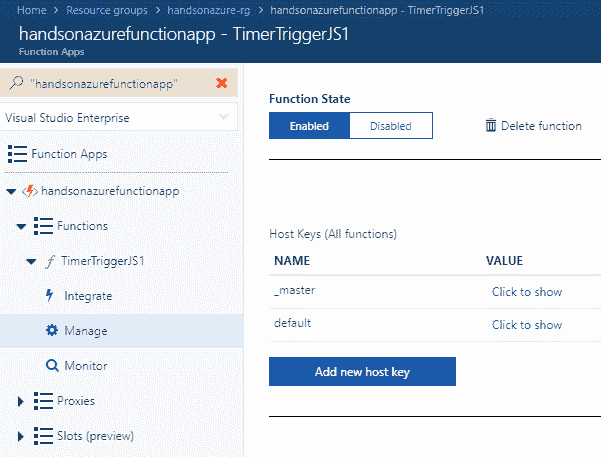 Home > Resource groups > handsonazure-rg > handsonazurefunctionapp - TimerTriggerJS1
handsonazurefunctionapp - TimerTriggerJS1
Function Apps
"handsonazurefunctionapp"
Visual Studio Enterprise
Function Apps
handsonazurefunctionapp
Functions
TimerTriggerJS1
Integrate
Manage
Monitor
Proxies
Slots (preview)
Function State
Enabled Disabled Delete function
Host Keys (All functions)
NAME VALUE
_master Click to show
default Click to show
Add new host key